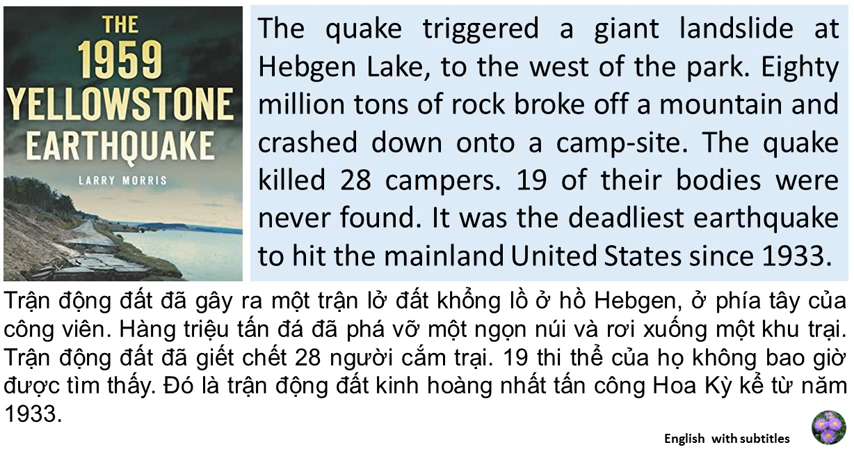 THE
1959
YELLOWSTONE
EARTHQUAKE
LARRY MORRIS
The quake triggered a giant landslide at
Hebgen Lake, to the west of the park. Eighty
million tons of rock broke off a mountain and
crashed down onto a camp-site. The quake
killed 28 campers. 19 of their bodies were
never found. It was the deadliest earthquake
to hit the mainland United States since 1933.
Trận động đất đã gây ra một trận lở đất khổng lồ ở hồ Hebgen, ở phía tây của
công viên. Hàng triệu tấn đá đã phá vỡ một ngọn núi và rơi xuống một khu trại.
Trận động đất đã giết chết 28 người cắm trại. 19 thi thể của họ không bao giờ
được tìm thấy. Đó là trận động đất kinh hoàng nhất tấn công Hoa Kỳ kể từ năm
1933.
English with subtitles